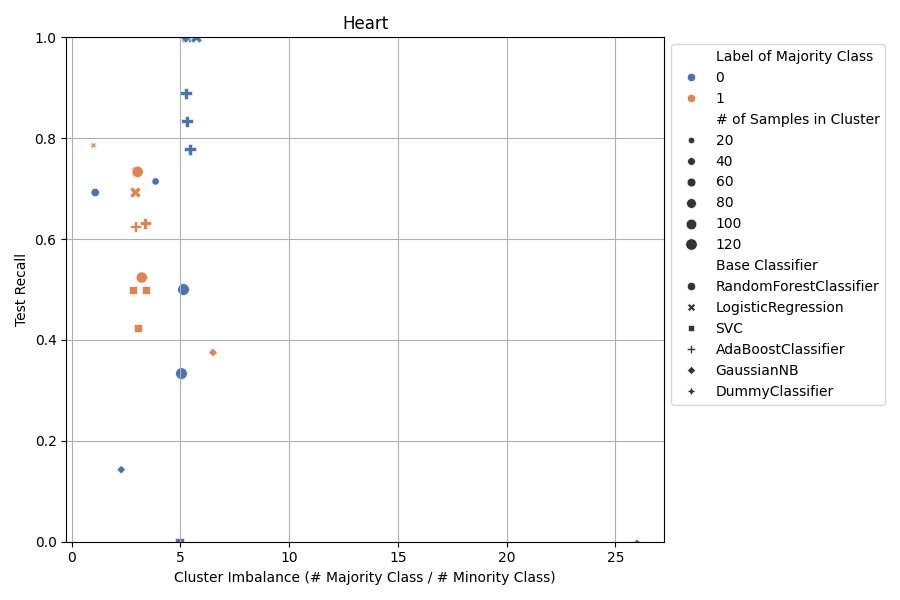 Heart
1.0
0.8
0.6
0.4
0.2
0.0
Test Recall
0 5 10 15 20 25
Cluster Imbalance (# Majority Class / # Minority Class)
Label of Majority Class
0
1
# of Samples in Cluster
20
40
60
80
100
120
Base Classifier
RandomForestClassifier
LogisticRegression
SVC
AdaBoostClassifier
GaussianNB
DummyClassifier